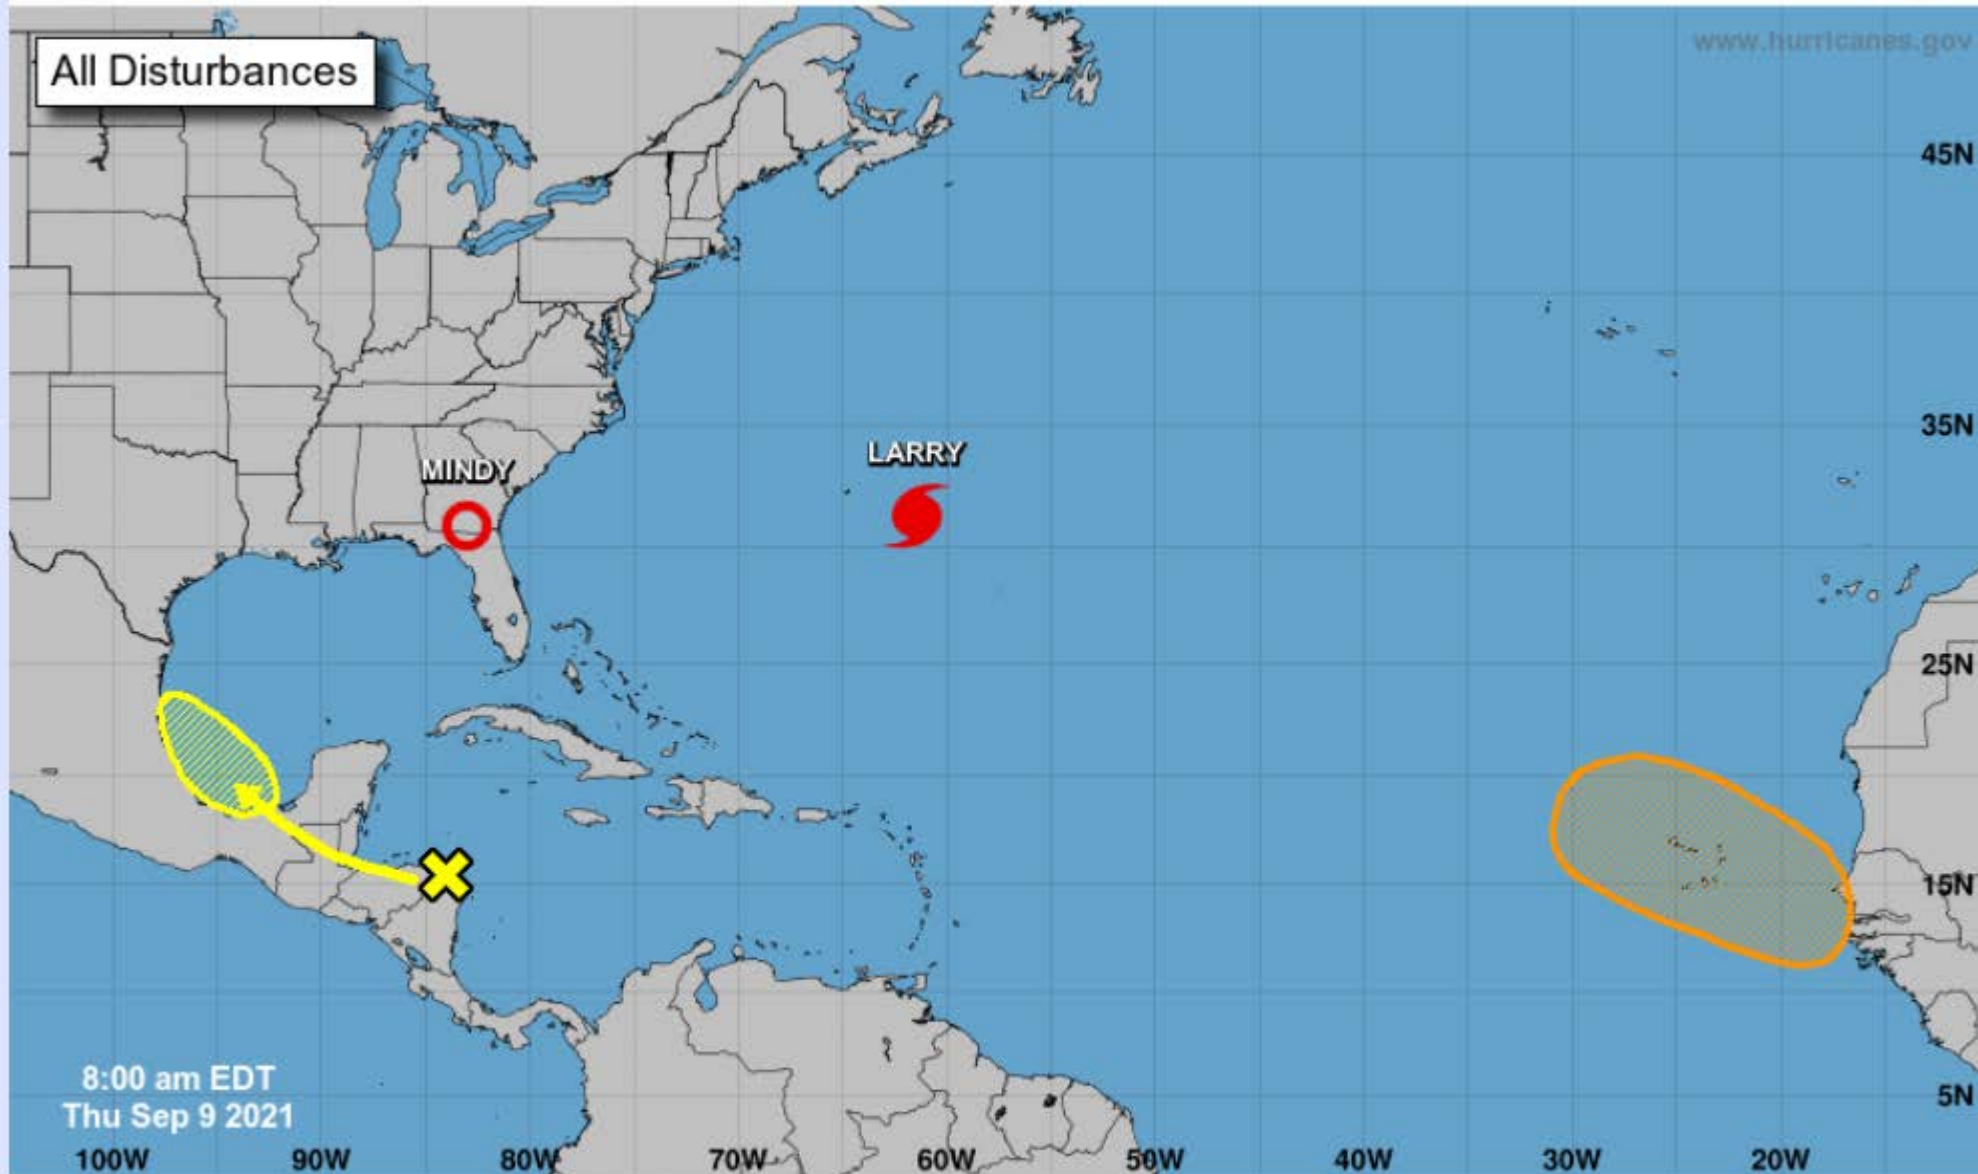 All Disturbances
www.hurricanes.gov
45N
35N
LARRY
MINDY
25N
15N
8:00 am EDT
Thu Sep 9 2021
5N
100W 90W 80W 70W 60W 50W 40W 30W 20W